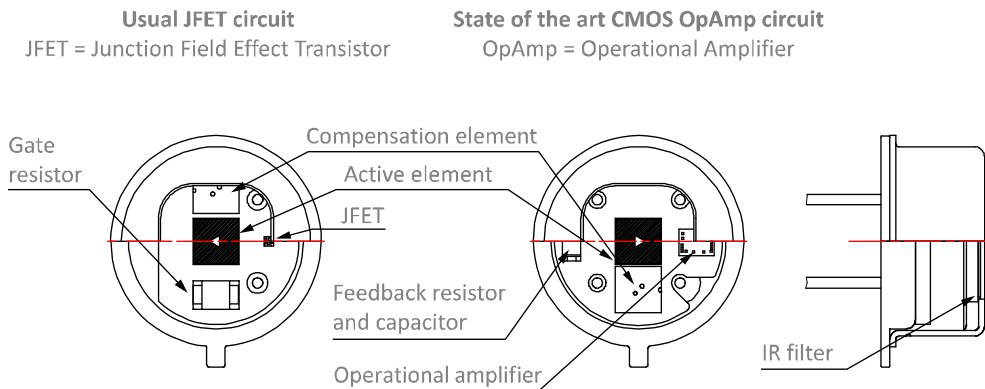 Usual JFET circuit
JFET = Junction Field Effect Transistor
State of the art CMOS OpAmp circuit
OpAmp = Operational Amplifier
Gate
resistor
Compensation element
Active element
JFET
Feedback resistor
and capacitor
Operational amplifier
IR filter